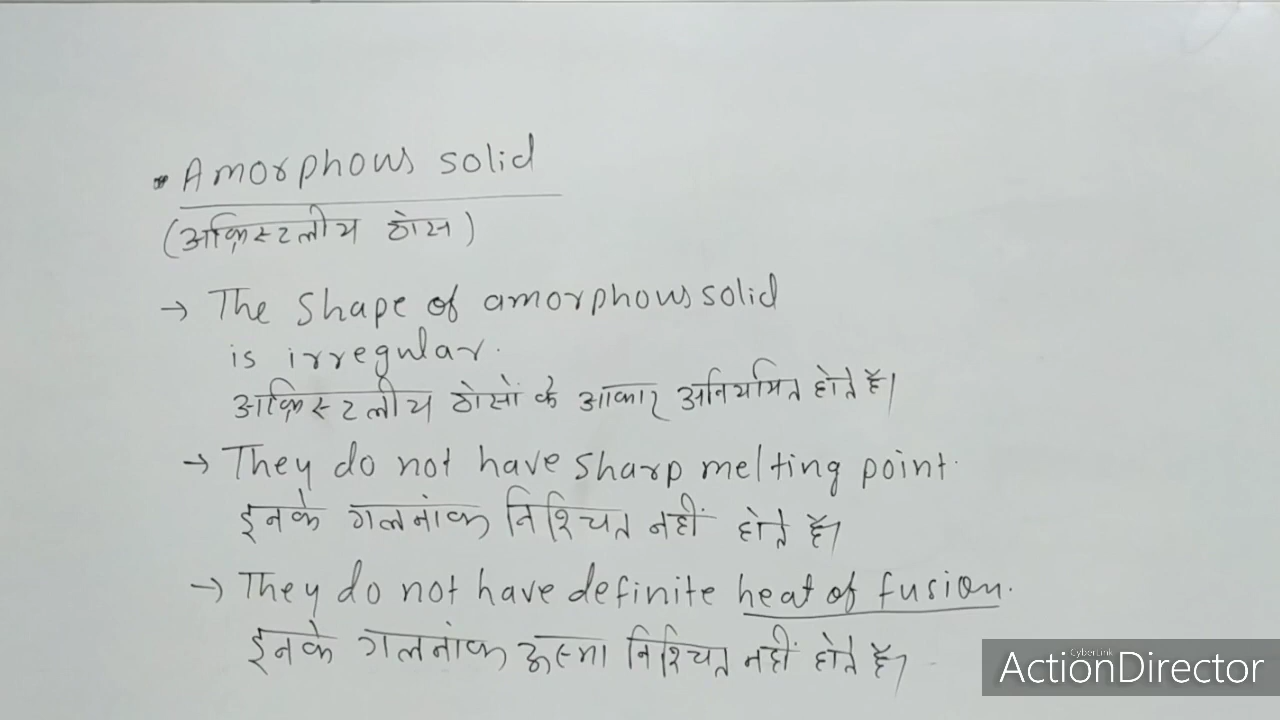 Amorphous solid
(अक्रिस्टलीय ठोस)
→ The shape of amorphous solid
is irregular.
अक्रिस्टलीय ठोसों के आकार अनियमित होते हैं।
→ They do not have sharp melting point.
इनके गलनांक निश्चित नहीं होते हैं।
→ They do not have definite heat of fusion.
इनके गलनांक ऊस्मा निश्चित नहीं होते हैं।
CyberLink
ActionDirector